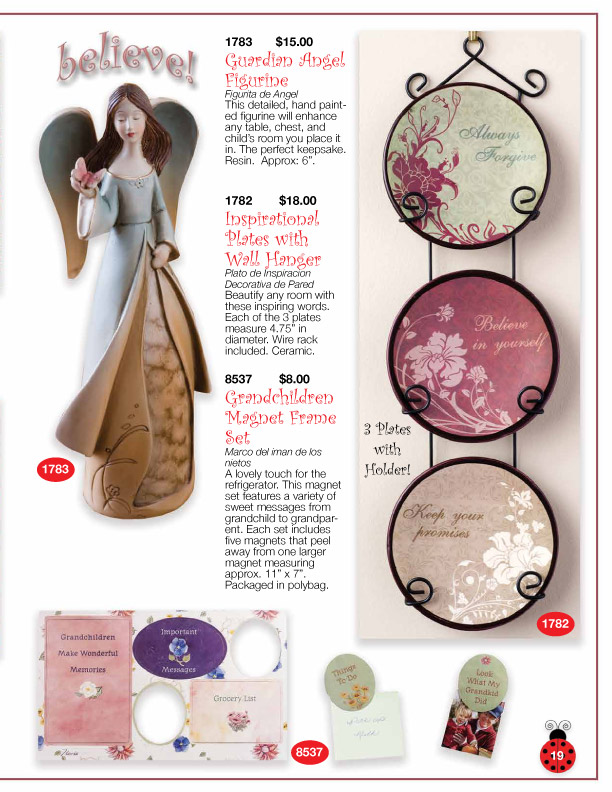 believe!
1783 $15.00
Guardian Angel
Figurine
Figurita de Angel
This detailed, hand paint-
ed figurine will enhance
any table, chest, and
child's room you place it
in. The perfect keepsake.
Resin. Approx: 6".
1782 $18.00
Inspirational
Plates with
Wall Hanger
Plato de Inspiracion
Decorativa de Pared
Beautify any room with
these inspiring words.
Each of the 3 plates
measure 4.75" in
diameter. Wire rack
included. Ceramic.
8537 $8.00
Grandchildren
Magnet Frame
Set
Marco del iman de los
nietos
A lovely touch for the
refrigerator. This magnet
set features a variety of
sweet messages from
grandchild to grandpar-
ent. Each set includes
five magnets that peel
away from one larger
magnet measuring
approx. 11" x 7".
Packaged in polybag.
1783
Always
Forgive
Believe
in yourself
3 Plates
with
Holder!
Keep your
promises
1782
Grandchildren
Make Wonderful
Memories
Important
Messages
Grocery List
8537
Things
To Do
Look
What My
Grandkid
Did
19